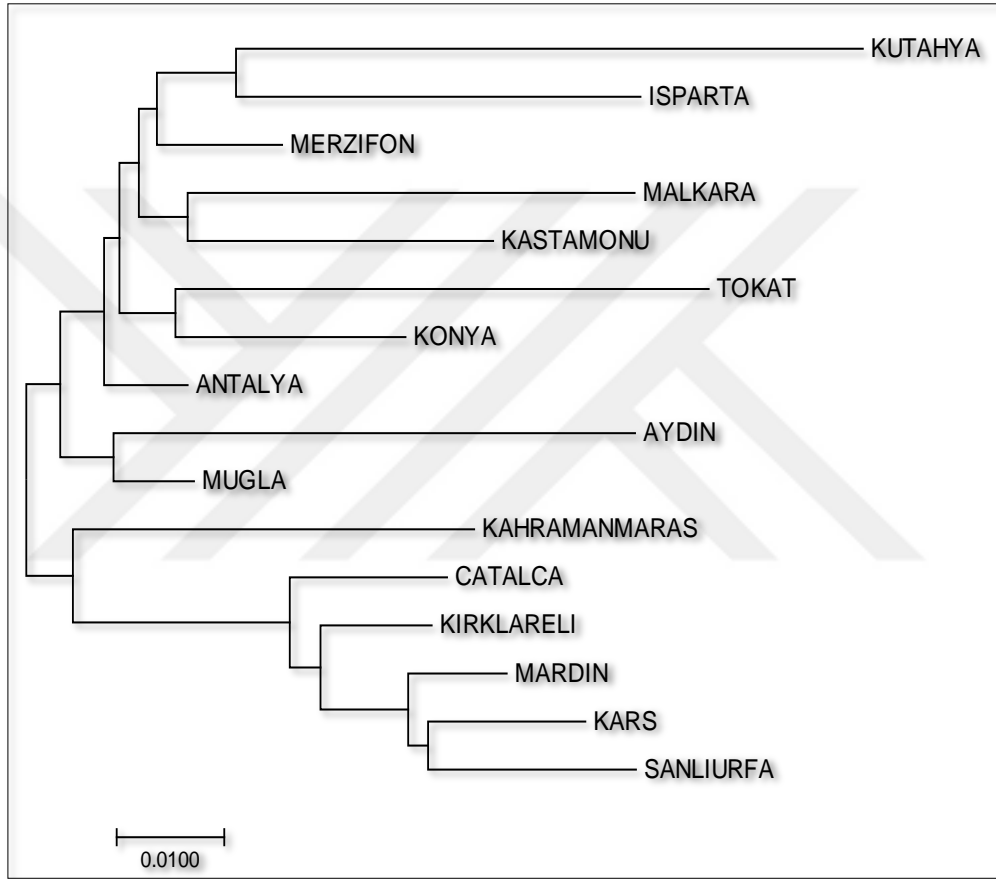 KUTAHYA
ISPARTA
MERZIFON
MALKARA
KASTAMONU
TOKAT
KONYA
ANTALYA
AYDIN
MUGLA
KAHRAMANMARAS
CATALCA
KIRKLARELI
MARDIN
KARS
SANLIURFA
0.0100